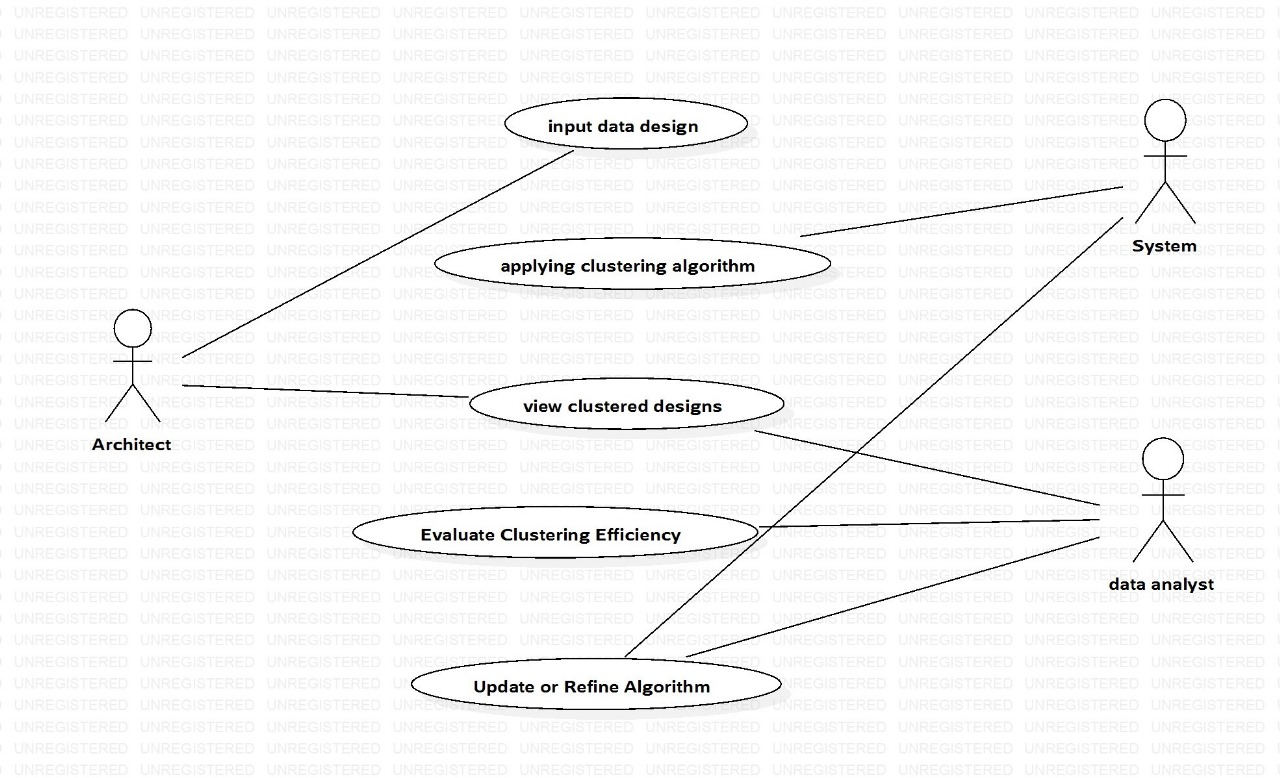 input data design
System
applying clustering algorithm
Architect
view clustered designs
Evaluate Clustering Efficiency
data analyst
Update or Refine Algorithm
UNREGISTERED